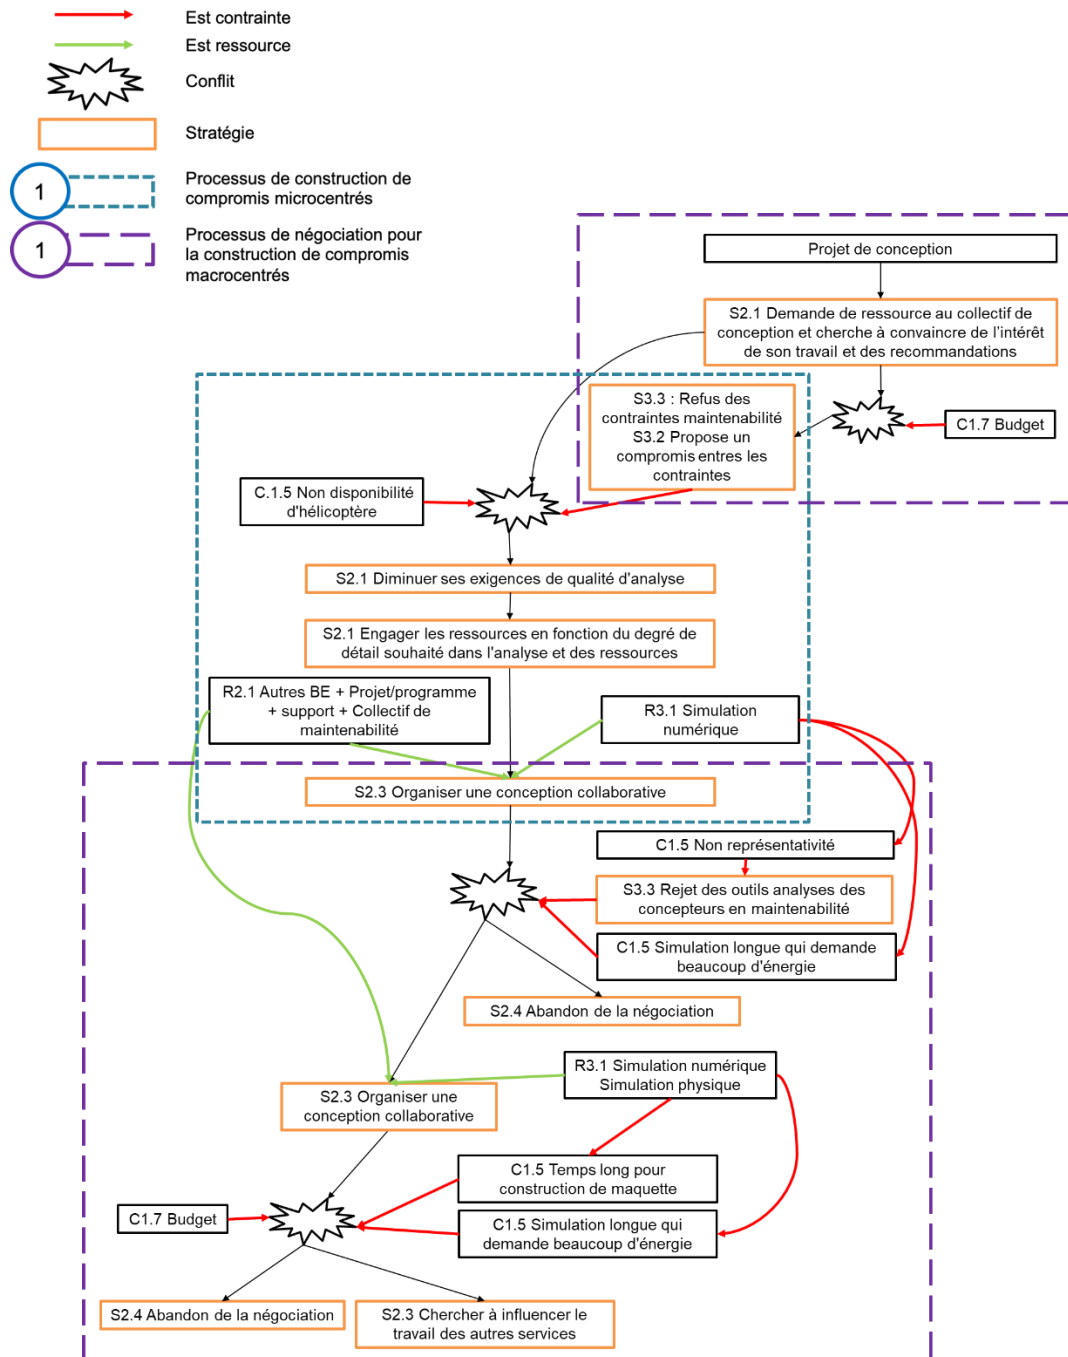 Est contrainte
Est ressource
Conflit
Stratégie
1
Processus de construction de
compromis microcentrés
1
Processus de négociation pour
la construction de compromis
macrocentrés
Projet de conception
S2.1 Demande de ressource au collectif de
conception et cherche à convaincre de l'intérêt
de son travail et des recommandations
S3.3 : Refus des
contraintes maintenabilité
S3.2 Propose un
compromis entres les
contraintes
C1.7 Budget
C.1.5 Non disponibilité
d'hélicoptère
S2.1 Diminuer ses exigences de qualité d'analyse
S2.1 Engager les ressources en fonction du degré de
détail souhaité dans l'analyse et des ressources
R2.1 Autres BE + Projet/programme
+ support + Collectif de
maintenabilité
R3.1 Simulation
numérique
S2.3 Organiser une conception collaborative
C1.5 Non représentativité
S3.3 Rejet des outils analyses des
concepteurs en maintenabilité
C1.5 Simulation longue qui demande
beaucoup d'énergie
S2.4 Abandon de la négociation
R3.1 Simulation numérique
Simulation physique
S2.3 Organiser une
conception collaborative
C1.5 Temps long pour
construction de maquette
C1.7 Budget
C1.5 Simulation longue qui
demande beaucoup d'énergie
S2.4 Abandon de la négociation
S2.3 Chercher à influencer le
travail des autres services